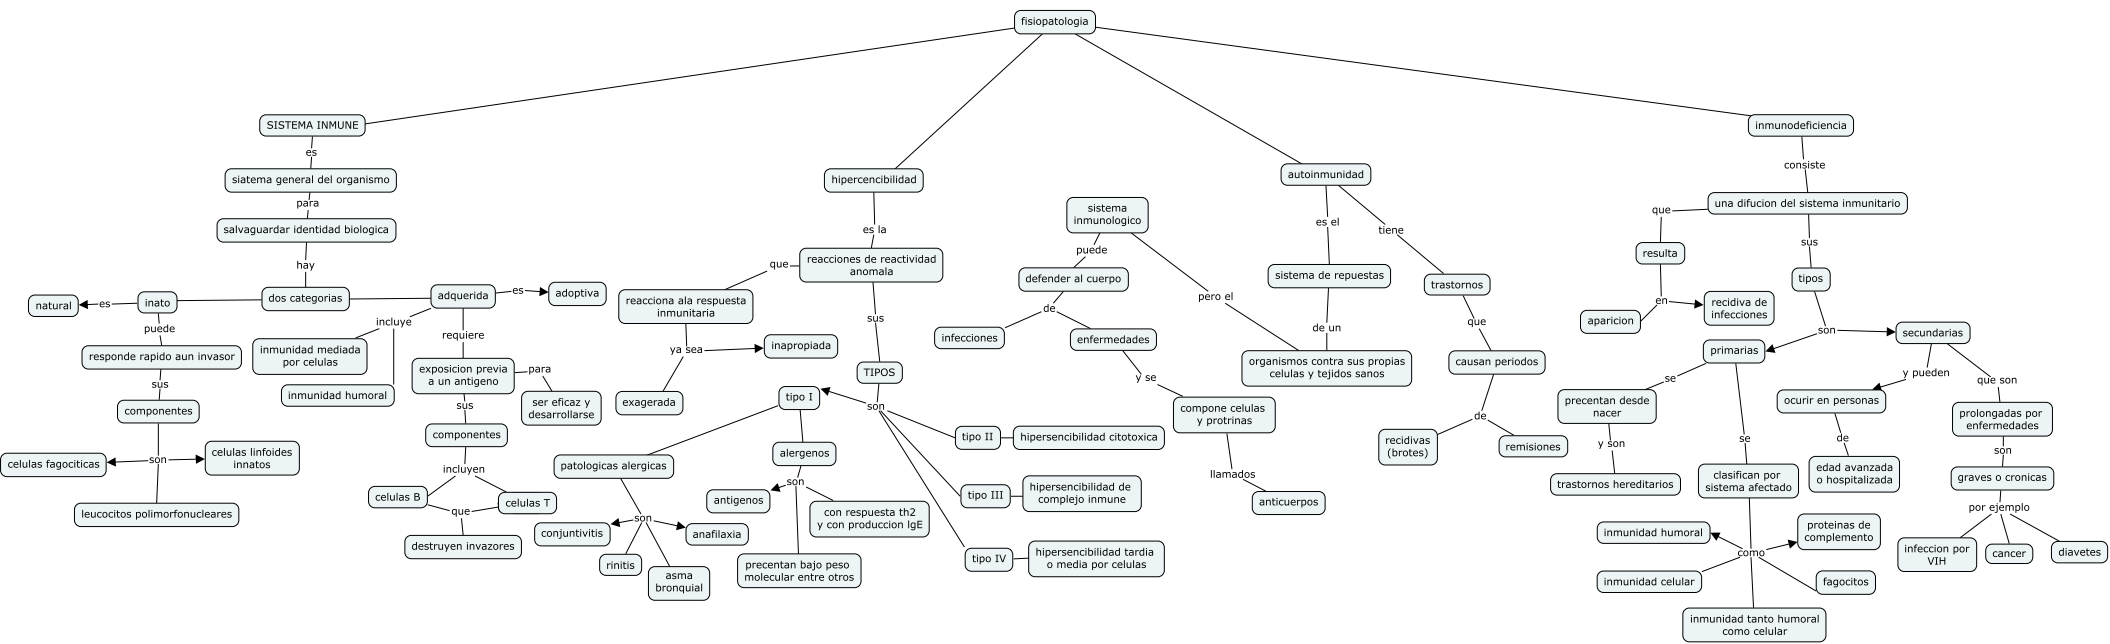 fisiopatologia
SISTEMA INMUNE
es
siatema general del organismo
para
salvaguardar identidad biologica
hay
dos categorias
inato
es
natural
puede
responde rapido aun invasor
sus
componentes
son
celulas fagociticas
celulas linfoides
innatos
leucocitos polimorfonucleares
adquerida
es
adoptiva
incluye
inmunidad mediada
por celulas
inmunidad humoral
requiere
exposicion previa
a un antigeno
para
ser eficaz y
desarrollarse
sus
componentes
incluyen
celulas B
celulas T
que
destruyen invazores
hipercencibilidad
es la
reacciones de reactividad
anomala
que
reacciona ala respuesta
inmunitaria
ya sea
inapropiada
exagerada
sus
TIPOS
son
tipo I
patologicas alergicas
son
conjuntivitis
rinitis
asma
bronquial
anafilaxia
alergenos
son
antigenos
precentan bajo peso
molecular entre otros
con respuesta th2
y con produccion lgE
tipo II
hipersencibilidad citotoxica
tipo III
hipersencibilidad de
complejo inmune
tipo IV
hipersencibilidad tardia
o media por celulas
sistema
inmunologico
puede
defender al cuerpo
de
infecciones
enfermedades
y se
compone celulas
y protrinas
llamados
anticuerpos
pero el
autoinmunidad
es el
sistema de repuestas
de un
organismos contra sus propias
celulas y tejidos sanos
tiene
trastornos
que
causan periodos
de
recidivas
(brotes)
remisiones
inmunodeficiencia
consiste
una difucion del sistema inmunitario
que
resulta
en
aparicion
recidiva de
infecciones
sus
tipos
son
primarias
se
precentan desde
nacer
y son
trastornos hereditarios
se
clasifican por
sistema afectado
como
inmunidad humoral
proteinas de
complemento
inmunidad celular
fagocitos
inmunidad tanto humoral
como celular
secundarias
y pueden
ocurir en personas
de
edad avanzada
o hospitalizada
que son
prolongadas por
enfermedades
son
graves o cronicas
por ejemplo
infeccion por
VIH
cancer
diavetes